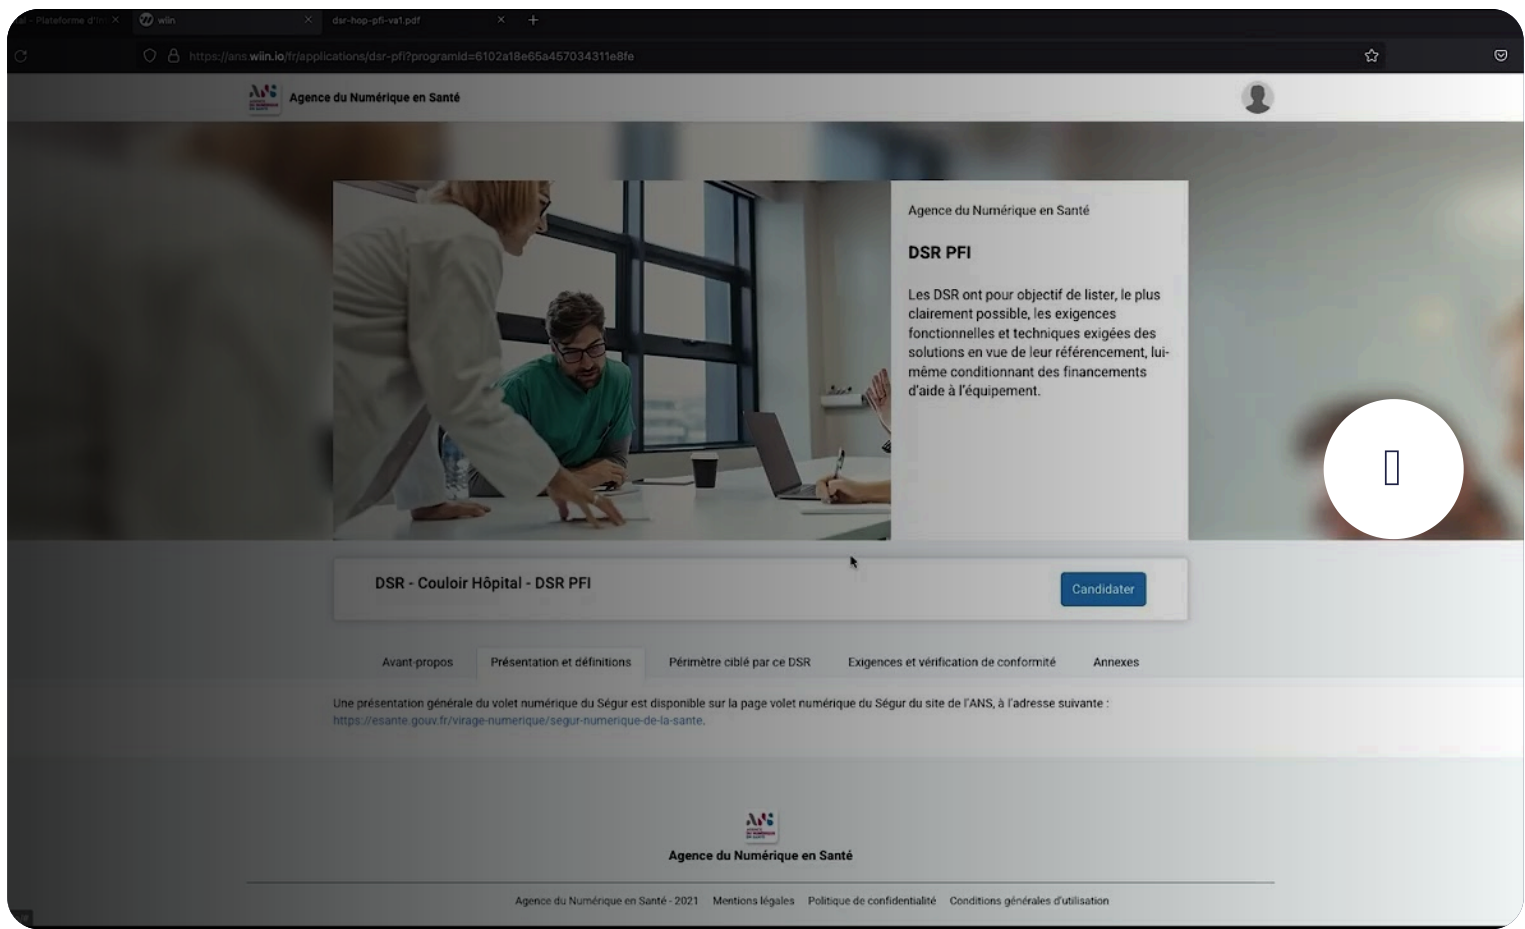 al - Plateforme d'In
wiin
dsr-hop-pfi-va1.pdf
https://ans.wiin.io/fr/applications/dsr-pfi?programId=6102a18e65a457034311e8fe
Agence du Numérique en Santé
Agence du Numérique en Santé
DSR PFI
Les DSR ont pour objectif de lister, le plus
clairement possible, les exigences
fonctionnelles et techniques exigées des
solutions en vue de leur référencement, lui-
même conditionnant des financements
d'aide à l'équipement.
DSR - Couloir Hôpital - DSR PFI
Candidater
Avant-propos
Présentation et définitions
Périmètre ciblé par ce DSR
Exigences et vérification de conformité
Annexes
Une présentation générale du volet numérique du Ségur est disponible sur la page volet numérique du Ségur du site de l'ANS, à l'adresse suivante :
https://esante.gouv.fr/virage-numerique/segur-numerique-de-la-sante.
Agence du Numérique en Santé
Agence du Numérique en Santé - 2021 Mentions légales Politique de confidentialité Conditions générales d'utilisation